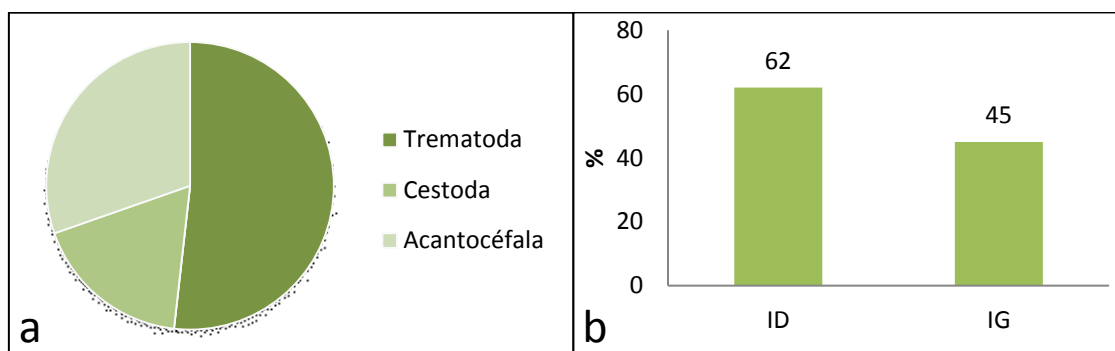 Trematoda
Cestoda
Acantocéfala
a
80
60
40
20
0
%
62
45
ID
IG
b